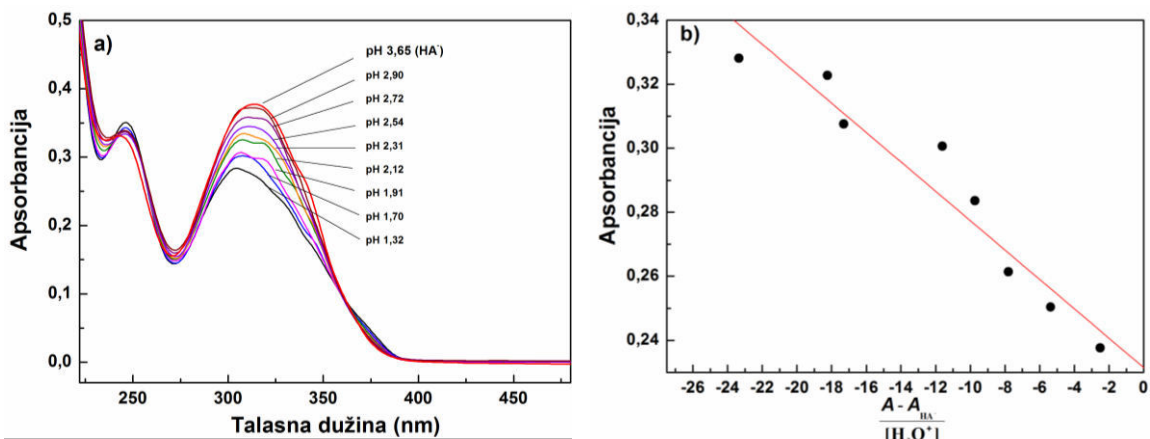 a)
0,5
0,4
0,3
0,2
0,1
0,0
Apsorbancija
pH 3,65 (HA⁻)
pH 2,90
pH 2,72
pH 2,54
pH 2,31
pH 2,12
pH 1,91
pH 1,70
pH 1,32
250 300 350 400 450
Talasna dužina (nm)
b)
0,34
0,32
0,30
0,28
0,26
0,24
Apsorbancija
-26 -24 -22 -20 -18 -16 -14 -12 -10 -8 -6 -4 -2 0
A - A_HA⁻
[H₃O⁺]